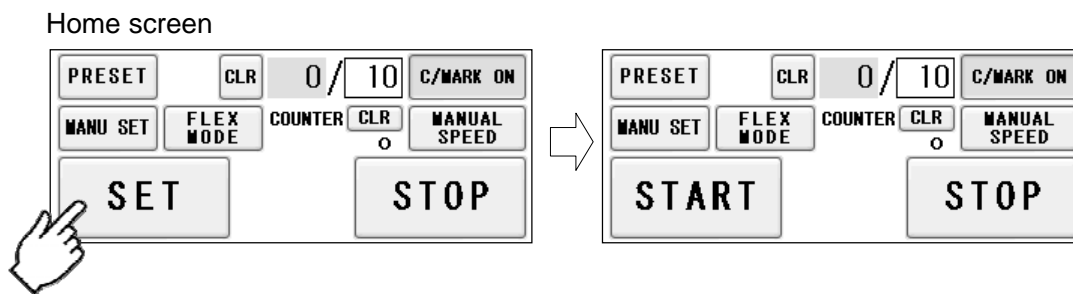 Home screen
PRESET CLR 0 / 10 C/MARK ON
MANU SET FLEX MODE COUNTER CLR 0 MANUAL SPEED
SET STOP
PRESET CLR 0 / 10 C/MARK ON
MANU SET FLEX MODE COUNTER CLR 0 MANUAL SPEED
START STOP